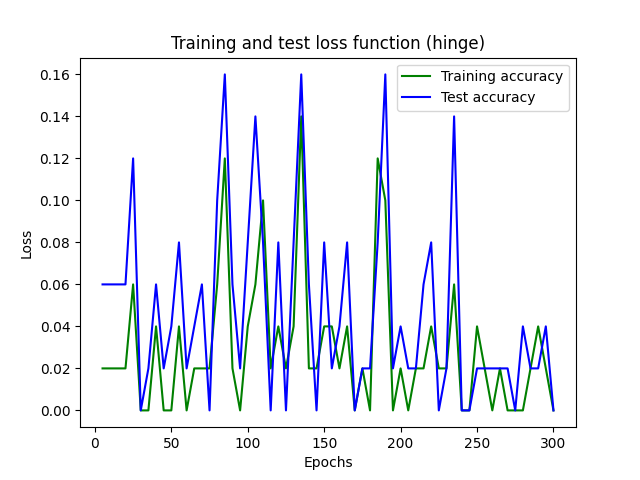 Training and test loss function (hinge)
Training accuracy
Test accuracy
0.16
0.14
0.12
0.10
0.08
0.06
0.04
0.02
0.00
Loss
0 50 100 150 200 250 300
Epochs